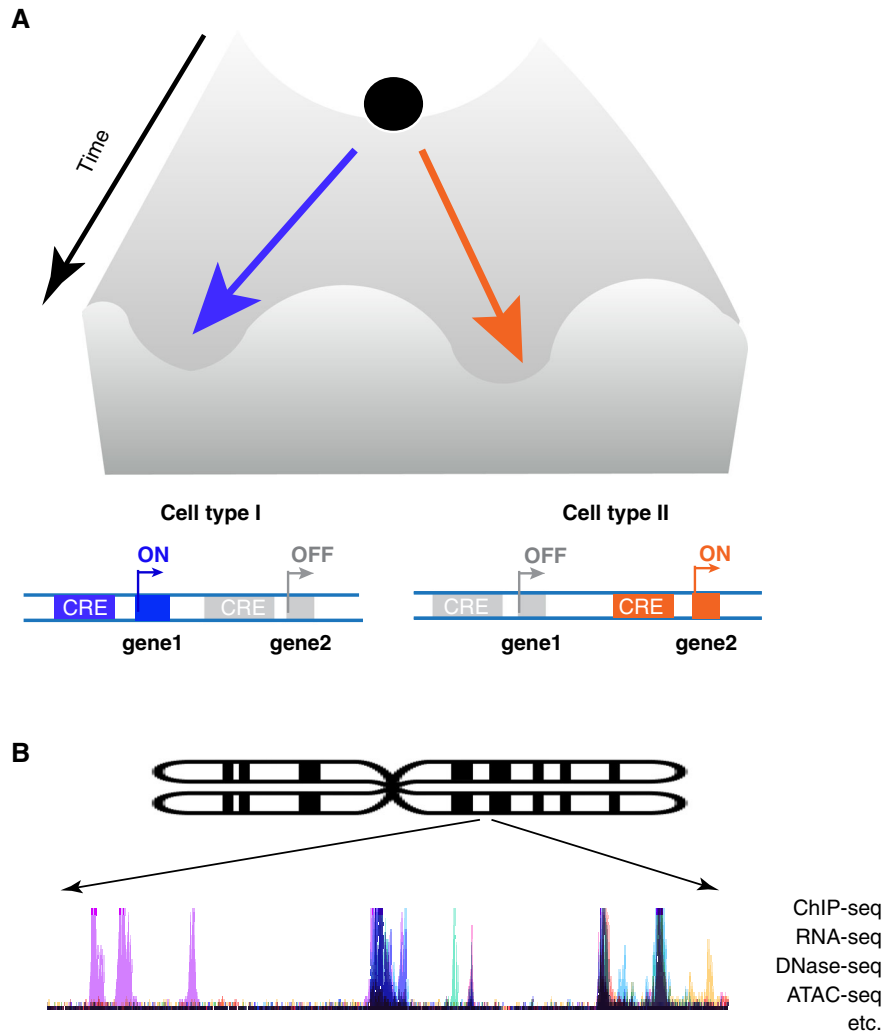 A
Time
Cell type I
Cell type II
ON
OFF
OFF
ON
CRE
CRE
CRE
CRE
gene1
gene2
gene1
gene2
B
ChIP-seq
RNA-seq
DNase-seq
ATAC-seq
etc.